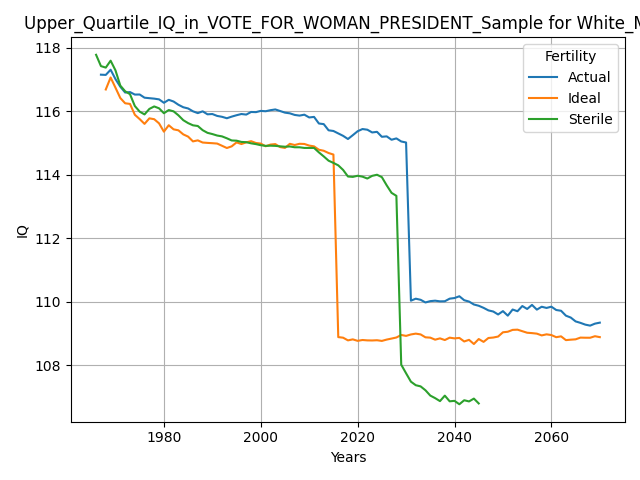 Upper_Quartile_IQ_in_VOTE_FOR_WOMAN_PRESIDENT_Sample for White_M
Fertility
Actual
Ideal
Sterile
118
116
114
112
110
108
IQ
1980
2000
2020
2040
2060
Years